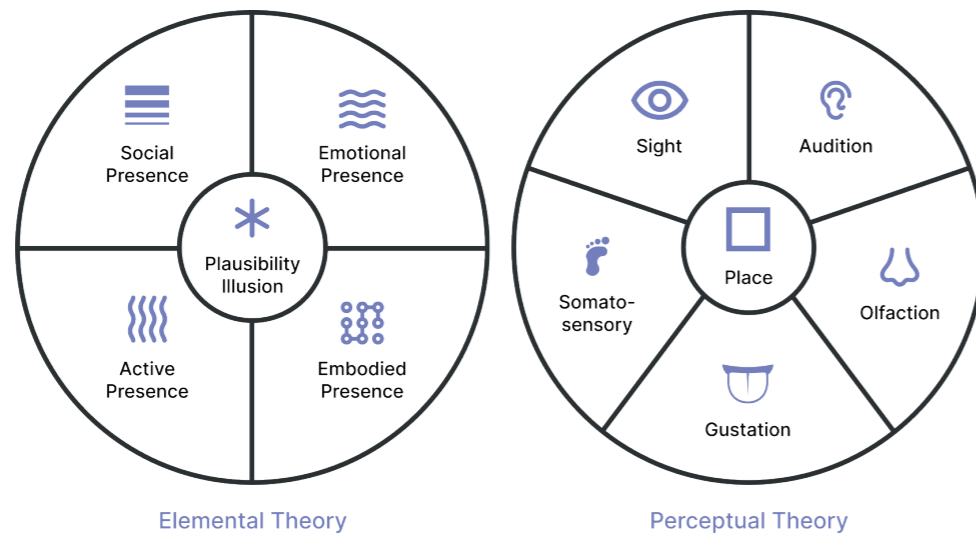 Social
Presence
Emotional
Presence
Plausibility
Illusion
Active
Presence
Embodied
Presence
Elemental Theory
Sight
Audition
Place
Somato-
sensory
Olfaction
Gustation
Perceptual Theory